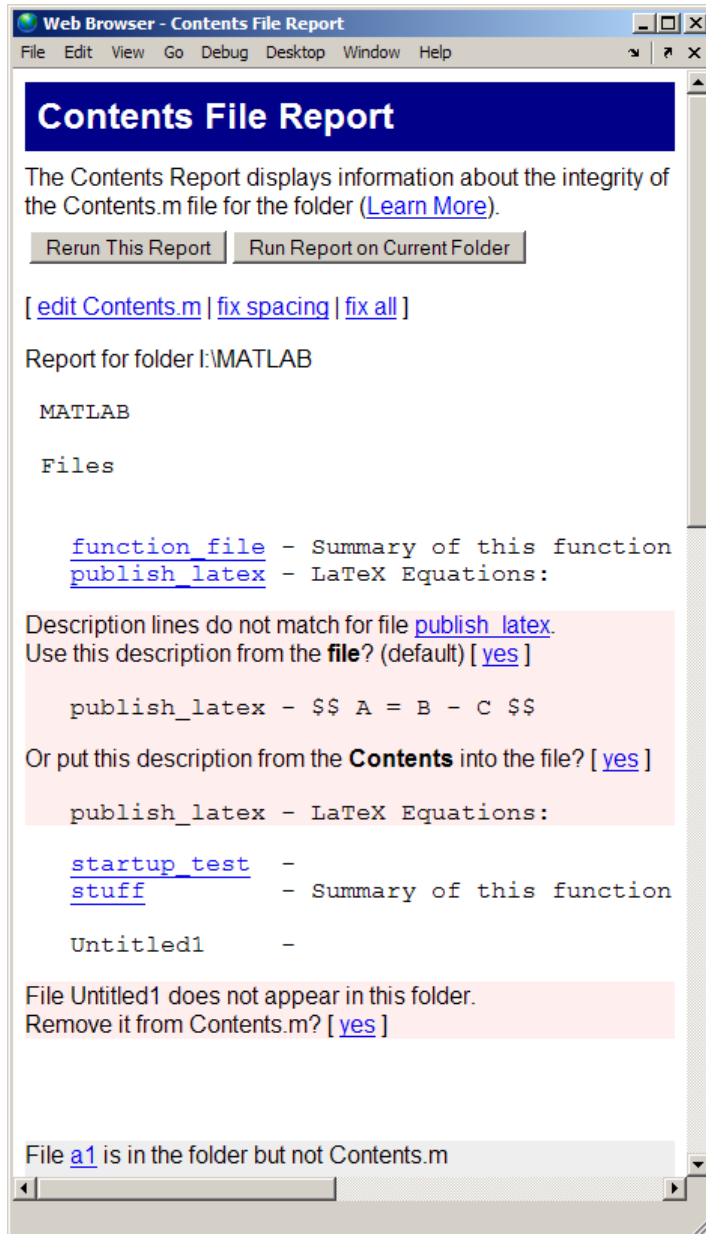 Web Browser - Contents File Report
File Edit View Go Debug Desktop Window Help
Contents File Report
The Contents Report displays information about the integrity of
the Contents.m file for the folder (Learn More).
Rerun This Report Run Report on Current Folder
[ edit Contents.m | fix spacing | fix all ]
Report for folder I:\MATLAB
MATLAB
Files
function_file - Summary of this function
publish_latex - LaTeX Equations:
Description lines do not match for file publish_latex.
Use this description from the file? (default) [ yes ]
publish_latex - $$ A = B - C $$
Or put this description from the Contents into the file? [ yes ]
publish_latex - LaTeX Equations:
startup_test -
stuff - Summary of this function
Untitled1 -
File Untitled1 does not appear in this folder.
Remove it from Contents.m? [ yes ]
File a1 is in the folder but not Contents.m